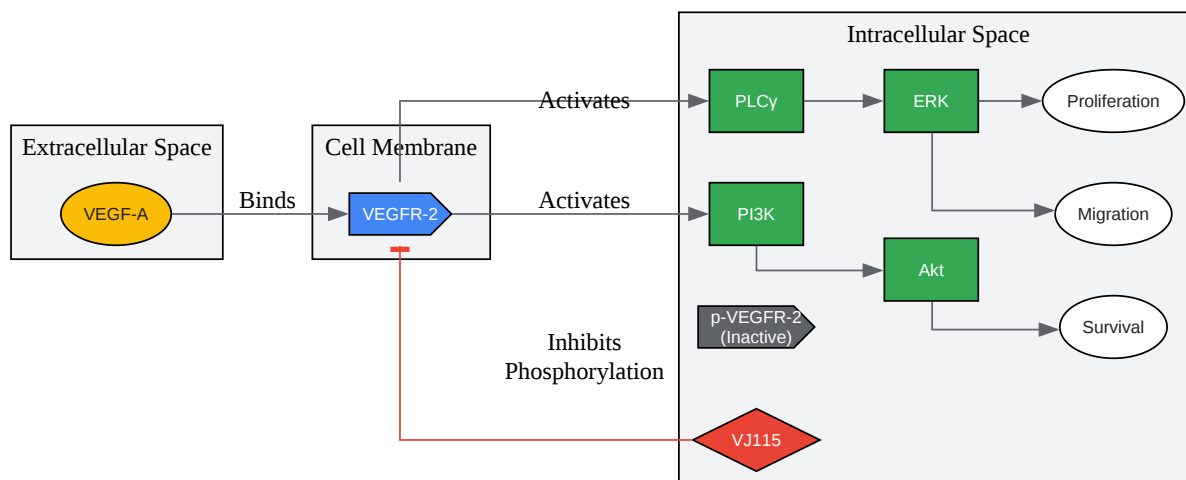 Intracellular Space
Activates
PLCγ
ERK
Proliferation
Extracellular Space
Cell Membrane
VEGF-A
Binds
VEGFR-2
Activates
PI3K
Migration
Akt
p-VEGFR-2
(Inactive)
Survival
Inhibits
Phosphorylation
VJ115